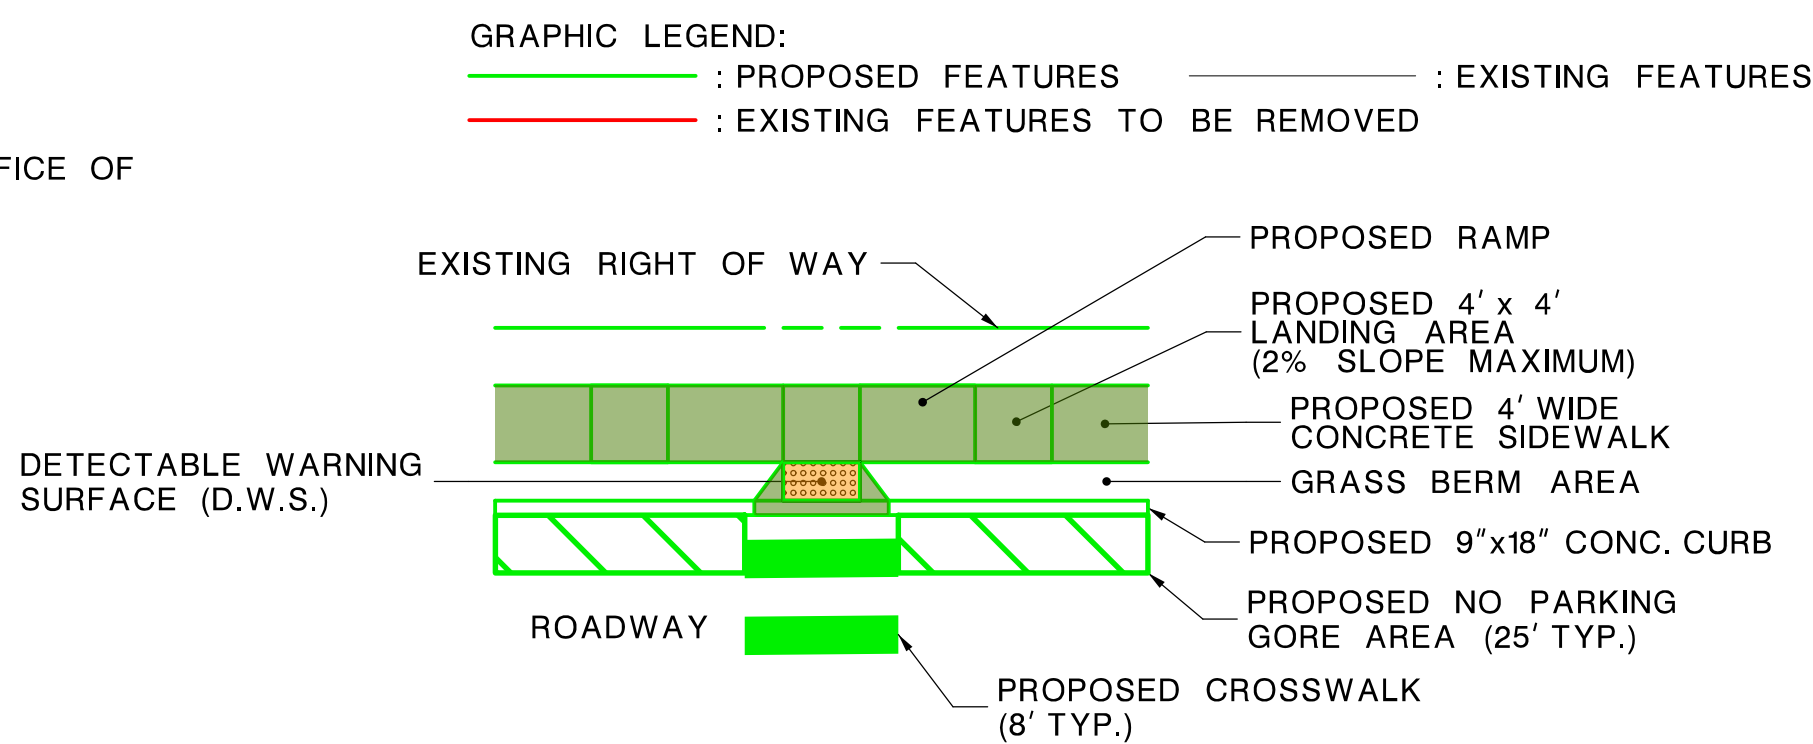 GRAPHIC LEGEND:
: PROPOSED FEATURES : EXISTING FEATURES
: EXISTING FEATURES TO BE REMOVED
FICE OF
EXISTING RIGHT OF WAY
PROPOSED RAMP
PROPOSED 4' x 4'
LANDING AREA
(2% SLOPE MAXIMUM)
PROPOSED 4' WIDE
CONCRETE SIDEWALK
DETECTABLE WARNING
SURFACE (D.W.S.)
GRASS BERM AREA
PROPOSED 9"x18" CONC. CURB
PROPOSED NO PARKING
GORE AREA (25' TYP.)
ROADWAY
PROPOSED CROSSWALK
(8' TYP.)